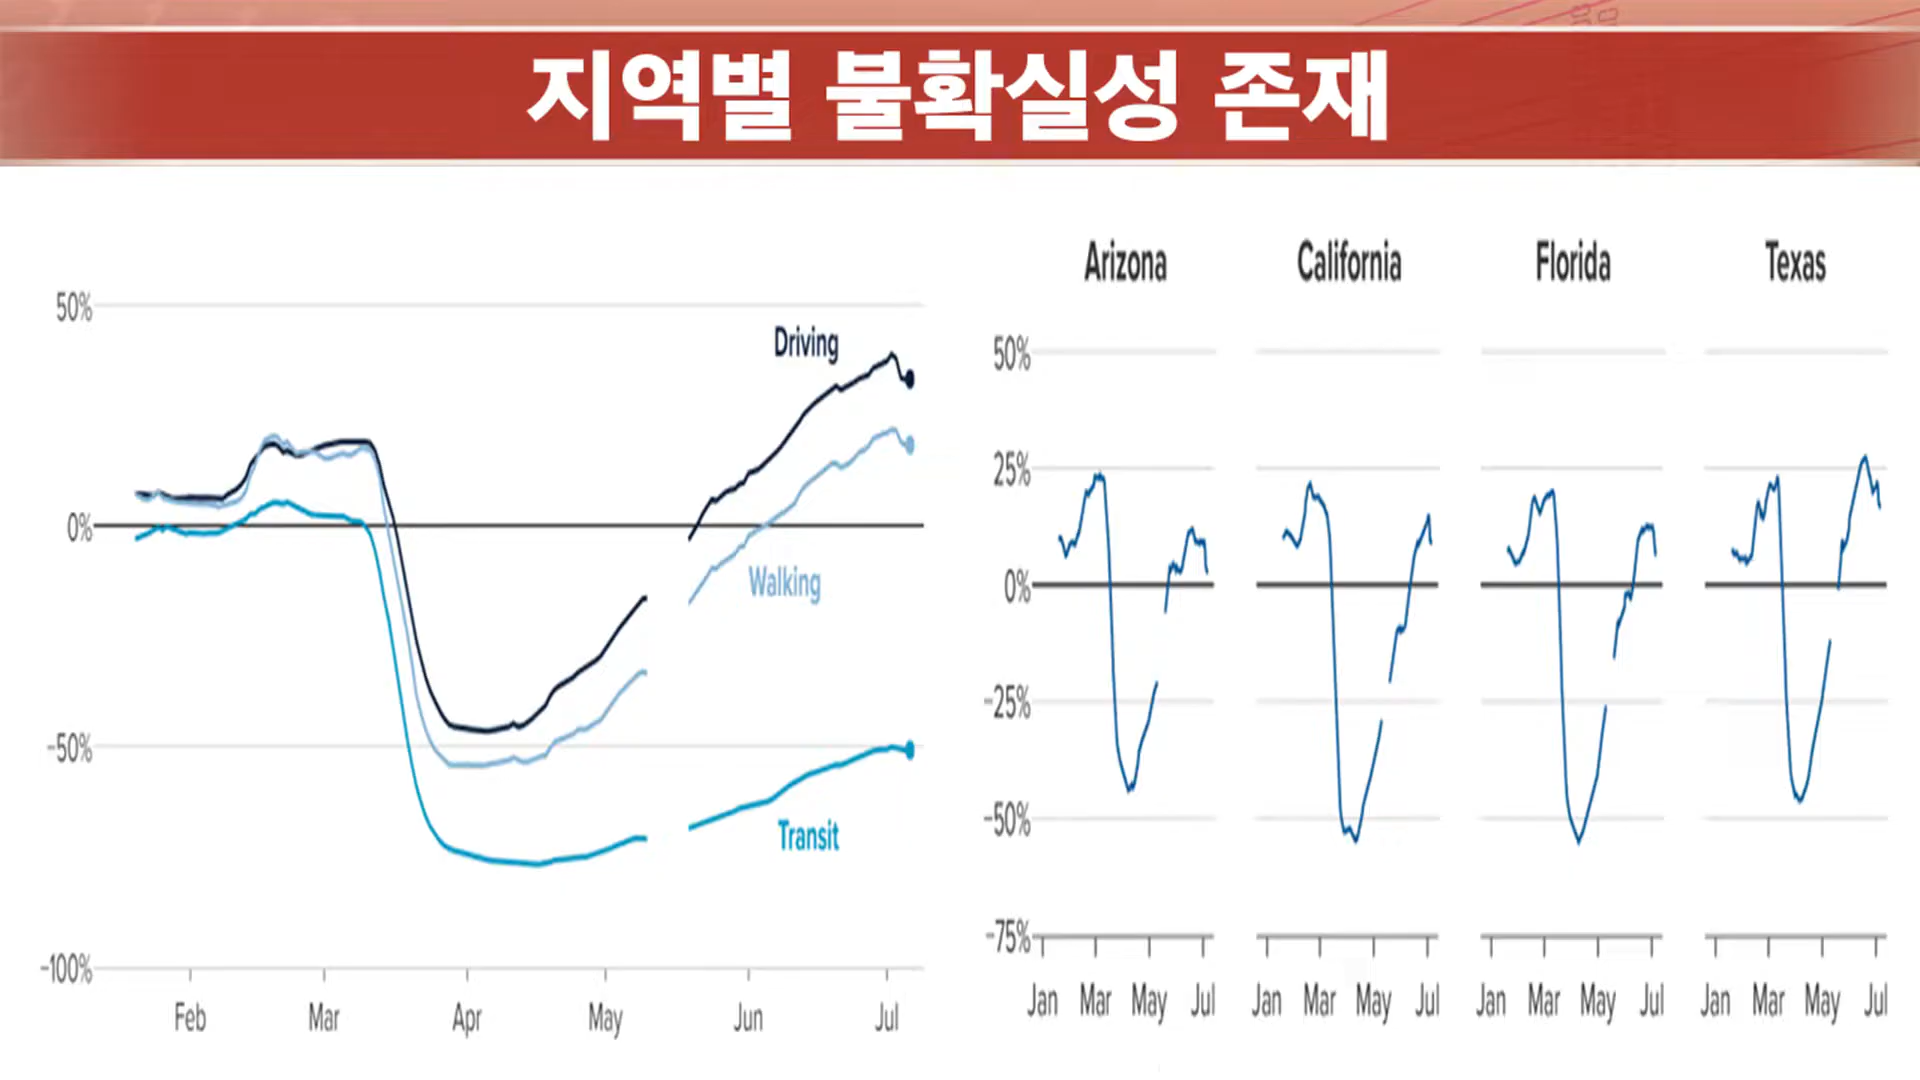 지역별 불확실성 존재
50%
0%
-50%
-100%
Driving
Walking
Transit
Feb Mar Apr May Jun Jul
Arizona California Florida Texas
50%
25%
0%
-25%
-50%
-75%
Jan Mar May Jul Jan Mar May Jul Jan Mar May Jul Jan Mar May Jul